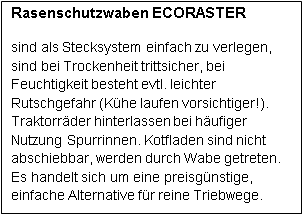 Rasenschutzwaben ECORASTER
sind als Stecksystem einfach zu verlegen,
sind bei Trockenheit trittsicher, bei
Feuchtigkeit besteht evtl. leichter
Rutschgefahr (Kühe laufen vorsichtiger!).
Traktorräder hinterlassen bei häufiger
Nutzung Spurrinnen. Kotfladen sind nicht
abschiebbar, werden durch Wabe getreten.
Es handelt sich um eine preisgünstige,
einfache Alternative für reine Triebwege.